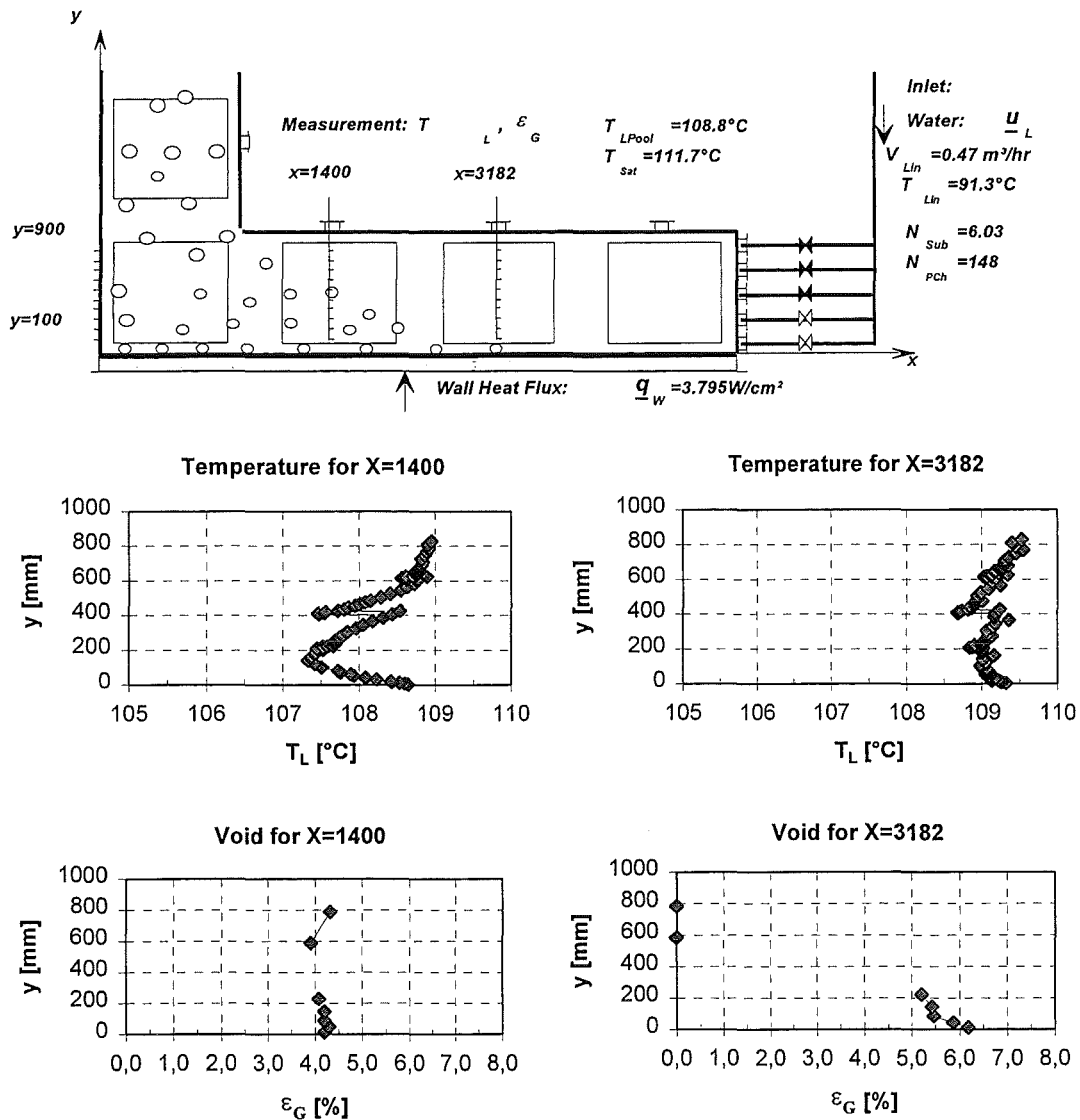 y
Inlet:
Measurement: T L , ε G
T LPool =108.8°C
T Sat =111.7°C
Water: u L
V Lin =0.47 m³/hr
T Lin =91.3°C
x=1400
x=3182
N Sub =6.03
N PCh =148
y=900
y=100
x
Wall Heat Flux: q W =3.795W/cm²
Temperature for X=1400
y [mm]
1000
800
600
400
200
0
105 106 107 108 109 110
T L [°C]
Temperature for X=3182
y [mm]
1000
800
600
400
200
0
105 106 107 108 109 110
T L [°C]
Void for X=1400
y [mm]
1000
800
600
400
200
0
0,0 1,0 2,0 3,0 4,0 5,0 6,0 7,0 8,0
ε G [%]
Void for X=3182
y [mm]
1000
800
600
400
200
0
0,0 1,0 2,0 3,0 4,0 5,0 6,0 7,0 8,0
ε G [%]